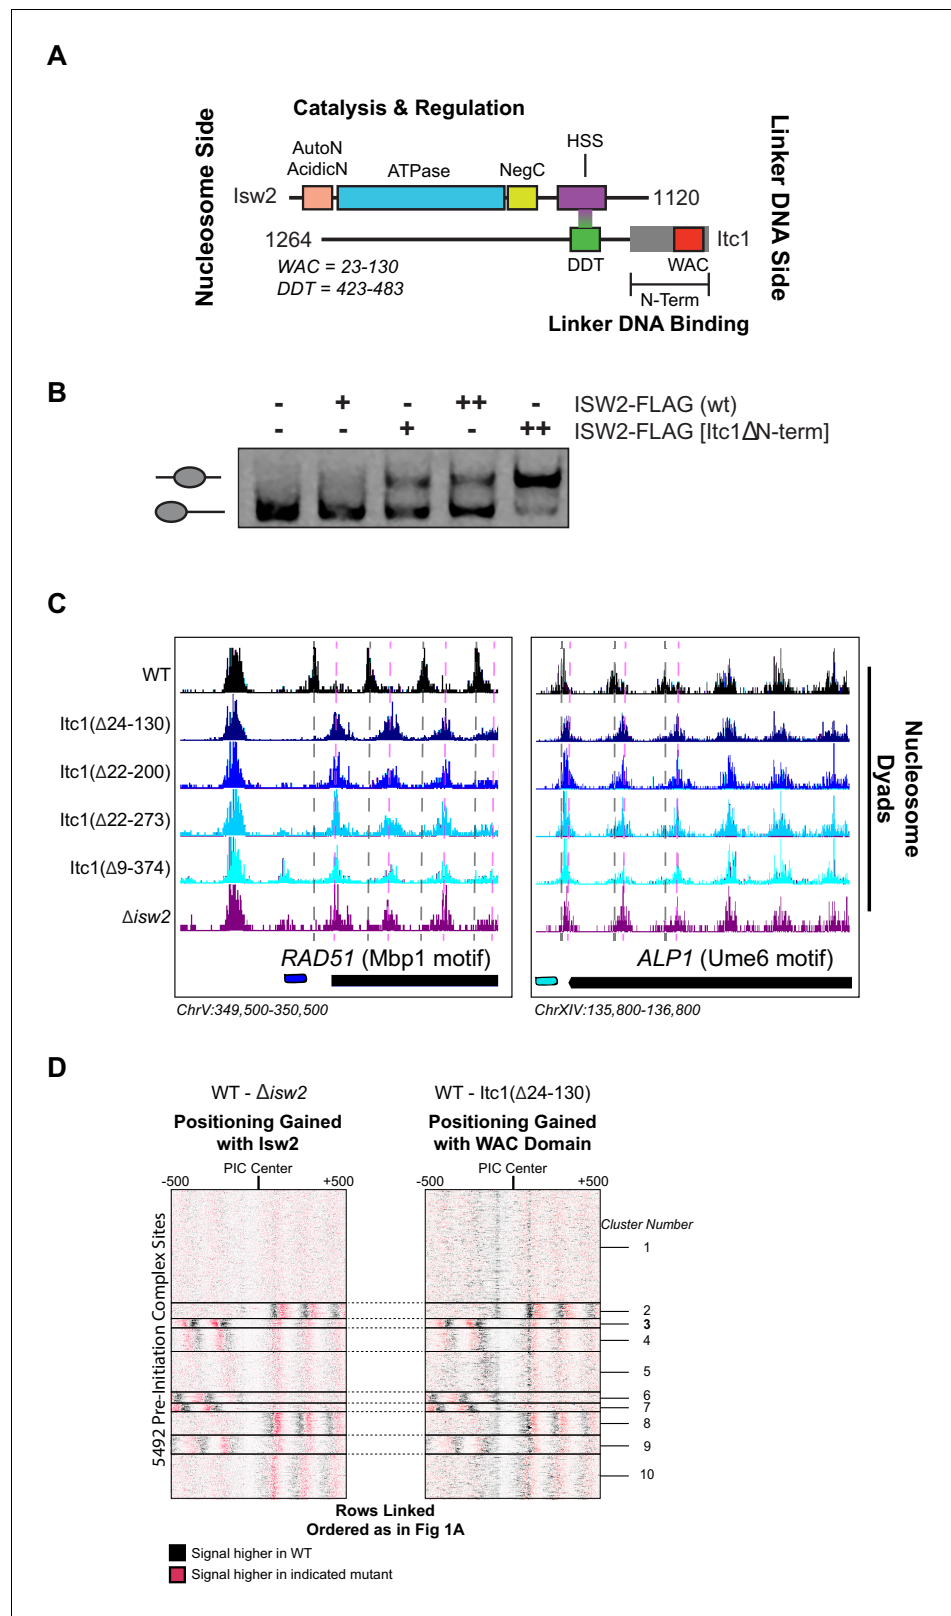 A
Nucleosome Side
Catalysis & Regulation
Linker DNA Side
AutoN
AcidicN
ATPase
NegC
HSS
Isw2
1120
1264
Itc1
WAC = 23-130
DDT = 423-483
DDT
WAC
N-Term
Linker DNA Binding
B
- + - ++ - ISW2-FLAG (wt)
- - + - ++ ISW2-FLAG [Itc1ΔN-term]
C
WT
Itc1(Δ24-130)
Itc1(Δ22-200)
Itc1(Δ22-273)
Itc1(Δ9-374)
Δisw2
Nucleosome
Dyads
RAD51 (Mbp1 motif)
ALP1 (Ume6 motif)
ChrV:349,500-350,500
ChrXIV:135,800-136,800
D
WT - Δisw2
WT - Itc1(Δ24-130)
Positioning Gained
with Isw2
Positioning Gained
with WAC Domain
PIC Center
-500 +500
PIC Center
-500 +500
Cluster Number
5492 Pre-Initiation Complex Sites
1
2
3
4
5
6
7
8
9
10
Rows Linked
Ordered as in Fig 1A
Signal higher in WT
Signal higher in indicated mutant